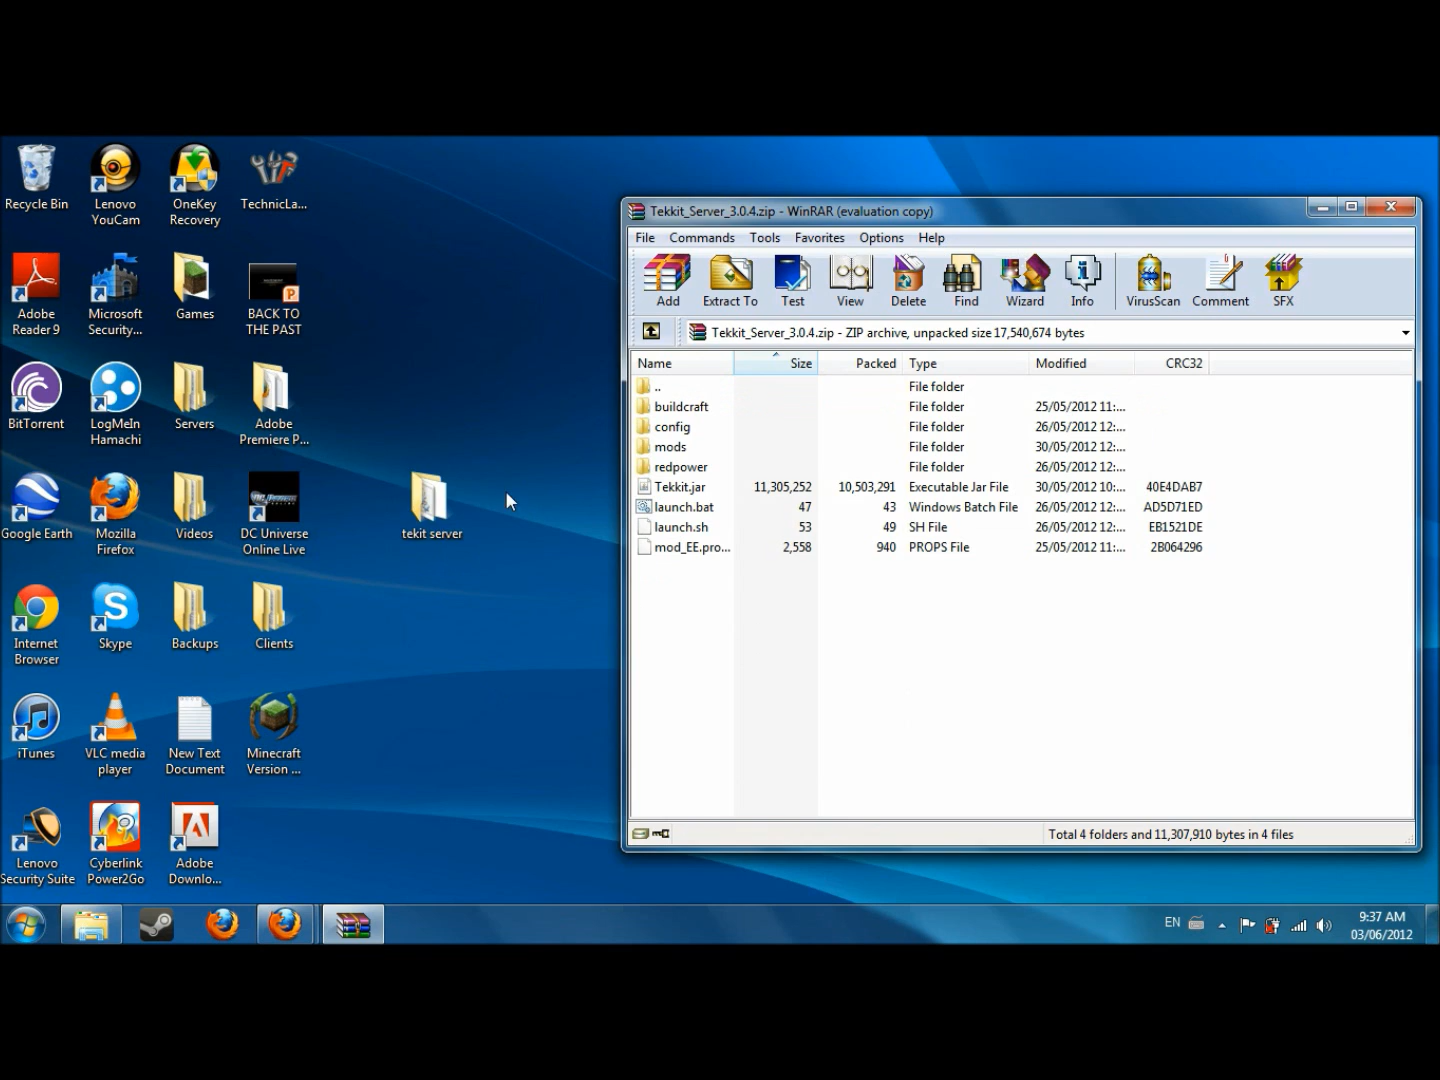 Recycle Bin
Lenovo
YouCam
OneKey
Recovery
TechnicLa...
Adobe
Reader 9
Microsoft
Security...
Games
BACK TO
THE PAST
BitTorrent
LogMeIn
Hamachi
Servers
Adobe
Premiere P...
Google Earth
Mozilla
Firefox
Videos
DC Universe
Online Live
tekit server
Internet
Browser
Skype
Backups
Clients
iTunes
VLC media
player
New Text
Document
Minecraft
Version ...
Lenovo
Security Suite
Cyberlink
Power2Go
Adobe
Downlo...
Tekkit_Server_3.0.4.zip - WinRAR (evaluation copy)
File Commands Tools Favorites Options Help
Add Extract To Test View Delete Find Wizard Info VirusScan Comment SFX
Tekkit_Server_3.0.4.zip - ZIP archive, unpacked size 17,540,674 bytes
Name Size Packed Type Modified CRC32
.. File folder
buildcraft File folder 25/05/2012 11:...
config File folder 26/05/2012 12:...
mods File folder 30/05/2012 12:...
redpower File folder 26/05/2012 12:...
Tekkit.jar 11,305,252 10,503,291 Executable Jar File 30/05/2012 10:... 40E4DAB7
launch.bat 47 43 Windows Batch File 26/05/2012 12:... AD5D71ED
launch.sh 53 49 SH File 26/05/2012 12:... EB1521DE
mod_EE.pro... 2,558 940 PROPS File 25/05/2012 11:... 2B064296
Total 4 folders and 11,307,910 bytes in 4 files
EN
9:37 AM
03/06/2012